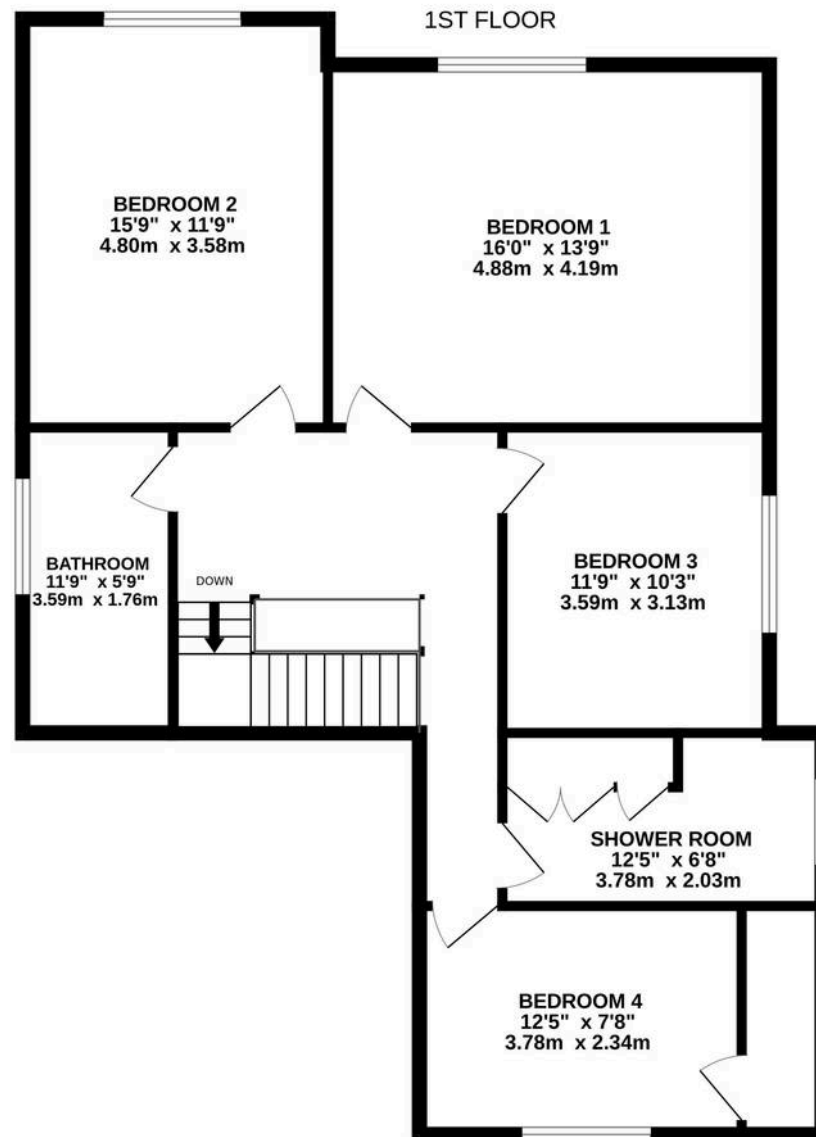 1ST FLOOR
BEDROOM 2
15'9" x 11'9"
4.80m x 3.58m
BEDROOM 1
16'0" x 13'9"
4.88m x 4.19m
BATHROOM
11'9" x 5'9"
3.59m x 1.76m
DOWN
BEDROOM 3
11'9" x 10'3"
3.59m x 3.13m
SHOWER ROOM
12'5" x 6'8"
3.78m x 2.03m
BEDROOM 4
12'5" x 7'8"
3.78m x 2.34m